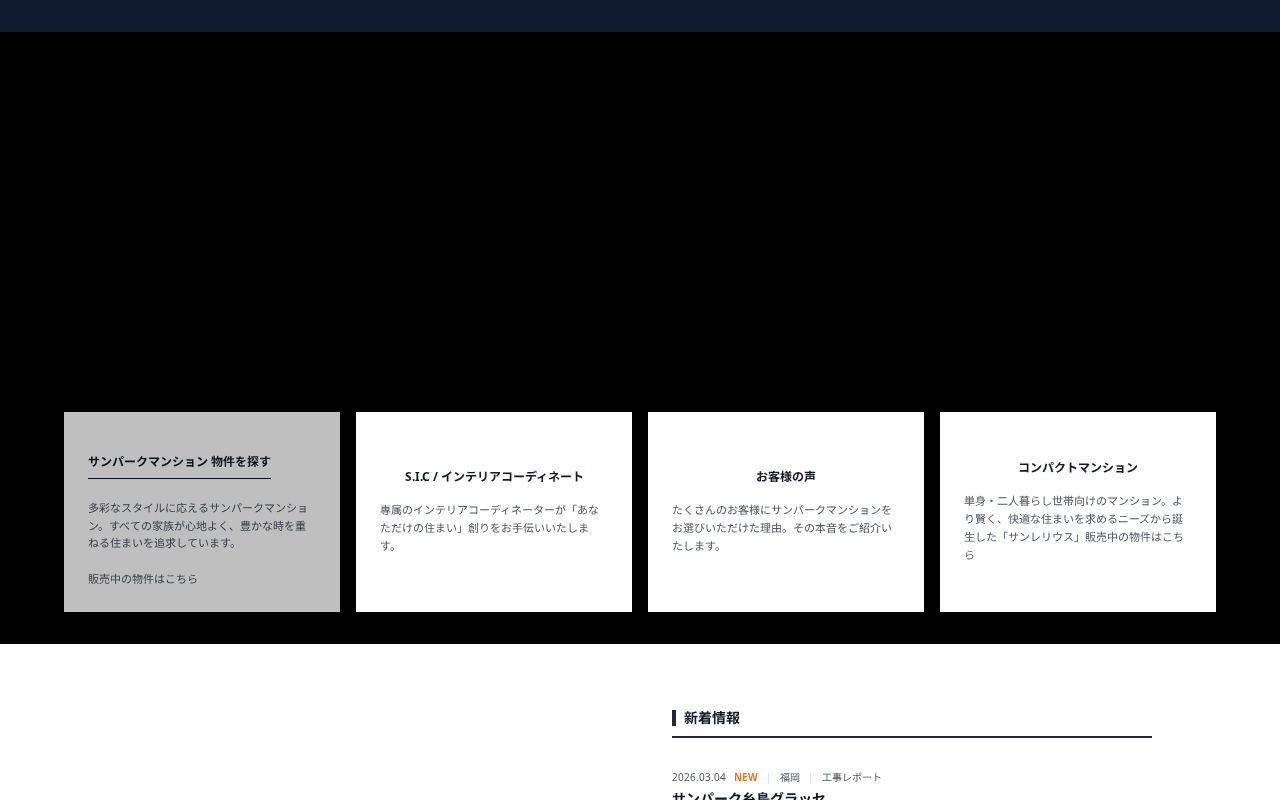 サンパークマンション 物件を探す
多彩なスタイルに応えるサンパークマンショ
ン。すべての家族が心地よく、豊かな時を重
ねる住まいを追求しています。
販売中の物件はこちら
S.I.C / インテリアコーディネート
専属のインテリアコーディネーターが「あな
ただけの住まい」創りをお手伝いいたしま
す。
お客様の声
たくさんのお客様にサンパークマンションを
お選びいただけた理由。その本音をご紹介い
たします。
コンパクトマンション
単身・二人暮らし世帯向けのマンション。よ
り賢く、快適な住まいを求めるニーズから誕
生した「サンレリウス」販売中の物件はこち
ら
新着情報
2026.03.04 NEW | 福岡 | 工事レポート
サンパーク糸島グラッセ